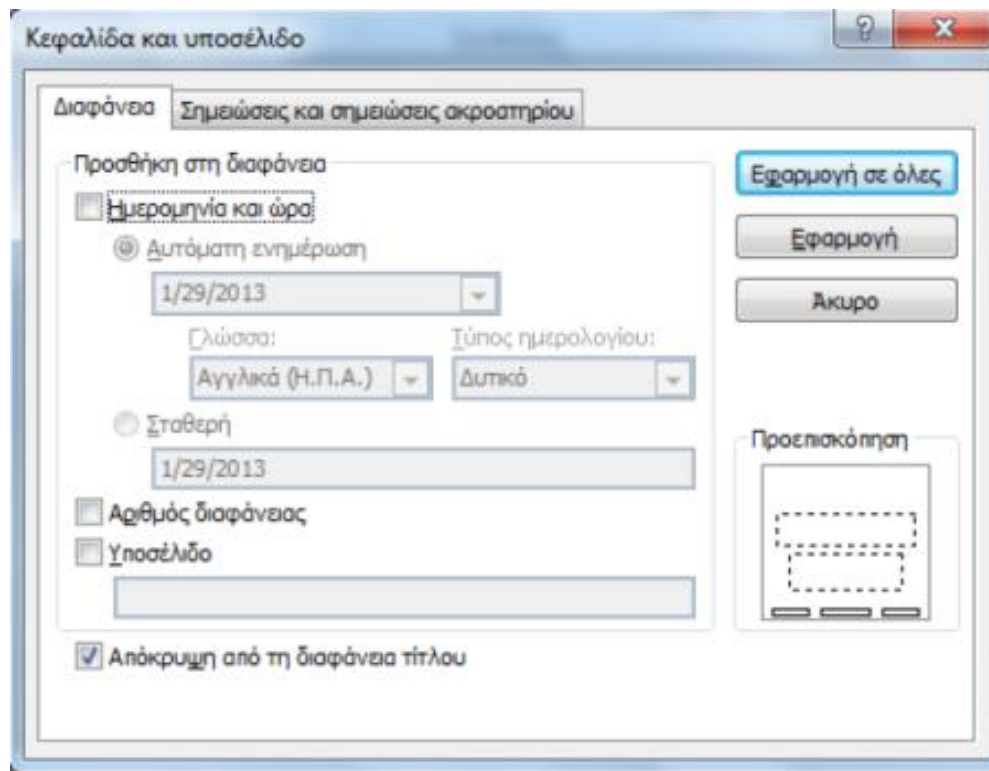 Κεφαλίδα και υποσέλιδο
Διαφάνεια Σημειώσεις και σημειώσεις ακροατηρίου
Προσθήκη στη διαφάνεια
Ημερομηνία και ώρα
Αυτόματη ενημέρωση
1/29/2013
Γλώσσα: Τύπος ημερολογίου:
Αγγλικά (Η.Π.Α.) Δυτικό
Σταθερή
1/29/2013
Αριθμός διαφάνειας
Υποσέλιδο
Απόκρυψη από τη διαφάνεια τίτλου
Εφαρμογή σε όλες
Εφαρμογή
Άκυρο
Προεπισκόπηση